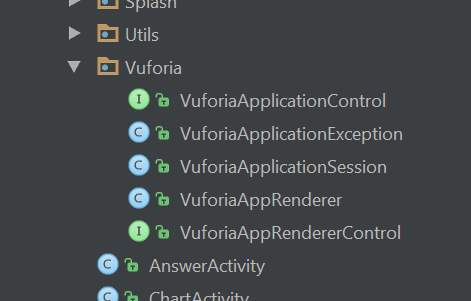 Splash
Utils
Vuforia
I VuforiaApplicationControl
C VuforiaApplicationException
C VuforiaApplicationSession
C VuforiaAppRenderer
I VuforiaAppRendererControl
C AnswerActivity
C ChartActivity